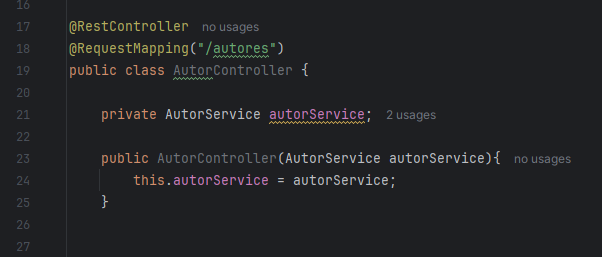 16
17 @RestController no usages
18 @RequestMapping("/autores")
19 public class AutorController {
20
21 private AutorService autorService; 2 usages
22
23 public AutorController(AutorService autorService){ no usages
24 this.autorService = autorService;
25 }
26
27